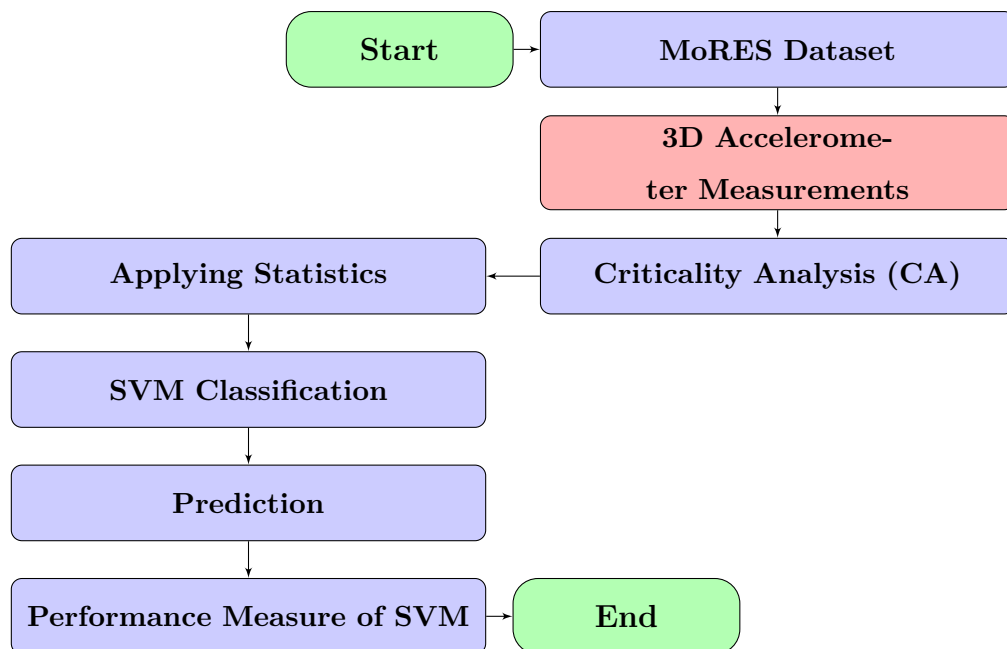 Start
MoRES Dataset
3D Accelerome-
ter Measurements
Criticality Analysis (CA)
Applying Statistics
SVM Classification
Prediction
Performance Measure of SVM
End